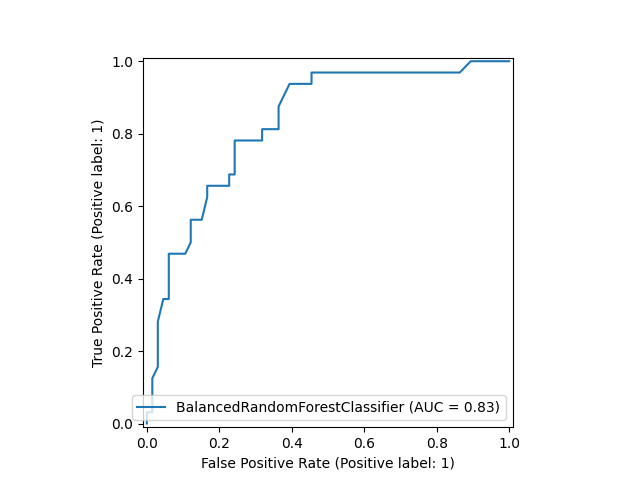 1.0
0.8
0.6
0.4
0.2
0.0
True Positive Rate (Positive label: 1)
BalancedRandomForestClassifier (AUC = 0.83)
0.0 0.2 0.4 0.6 0.8 1.0
False Positive Rate (Positive label: 1)